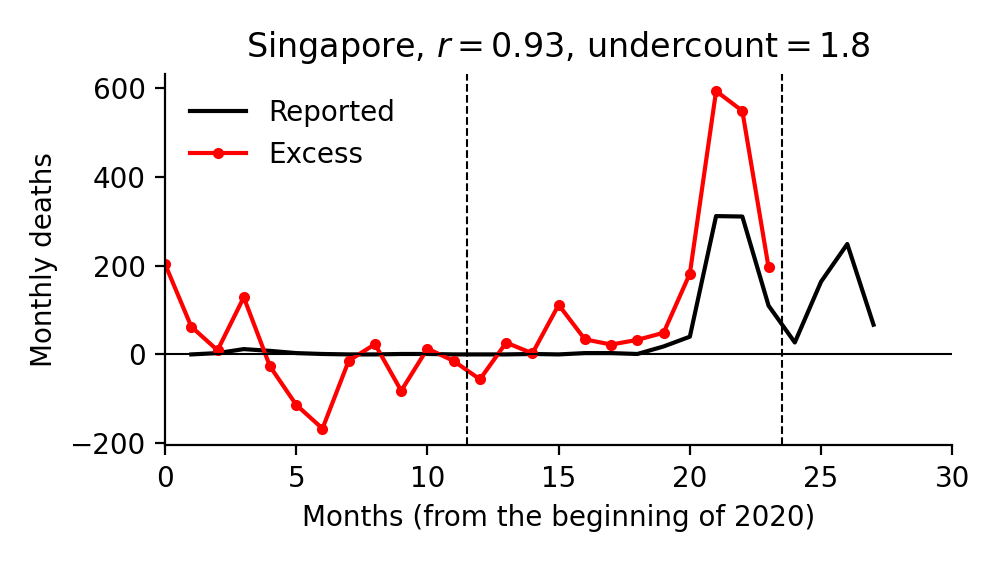 Singapore, r = 0.93, undercount = 1.8
Reported
Excess
Monthly deaths
600
400
200
0
−200
0 5 10 15 20 25 30
Months (from the beginning of 2020)